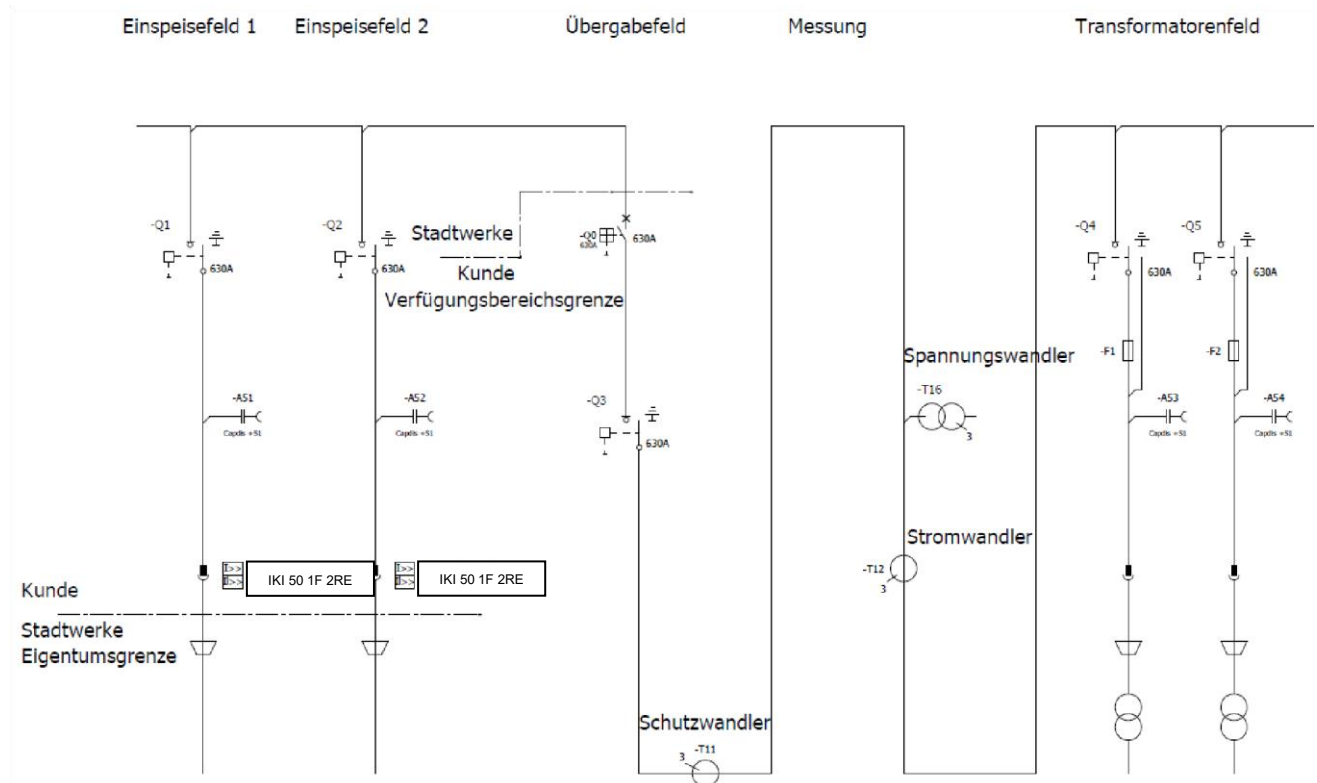 Einspeisefeld 1
Einspeisefeld 2
Übergabefeld
Messung
Transformatorenfeld
-Q1
630A
-Q2
630A
Stadtwerke
Kunde
Verfügungsbereichsgrenze
-Q0
630A
630A
-Q4
630A
-Q5
630A
-F1
-F2
Spannungswandler
-T16
3
-A51
Capdis =S1
-A52
Capdis =S1
-Q3
630A
-A53
Capdis =S1
-A54
Capdis =S1
Stromwandler
-T12
3
I>>
IKI 50 1F 2RE
I>>
IKI 50 1F 2RE
Kunde
Stadtwerke
Eigentumsgrenze
Schutzwandler
-T11
3